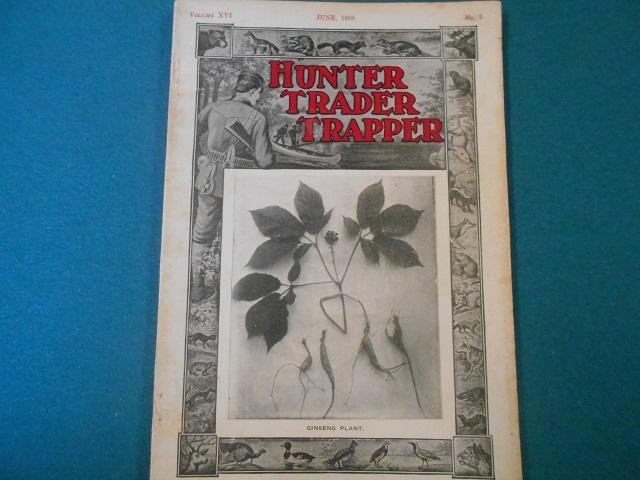 VOLUME XVI JUNE, 1908 No. 3
HUNTER
TRADER
TRAPPER
GINSENG PLANT.